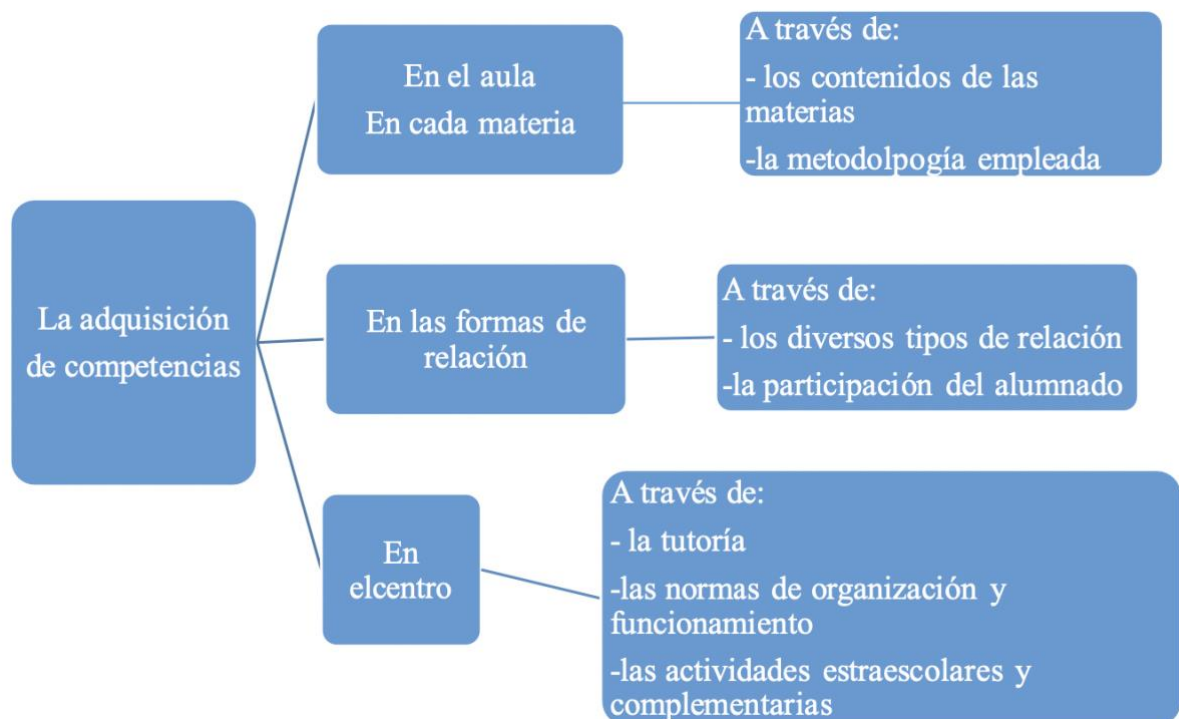 La adquisición
de competencias
En el aula
En cada materia
A través de:
- los contenidos de las
materias
-la metodolpogía empleada
En las formas de
relación
A través de:
- los diversos tipos de relación
-la participación del alumnado
En
elcentro
A través de:
- la tutoría
-las normas de organización y
funcionamiento
-las actividades estraescolares y
complementarias